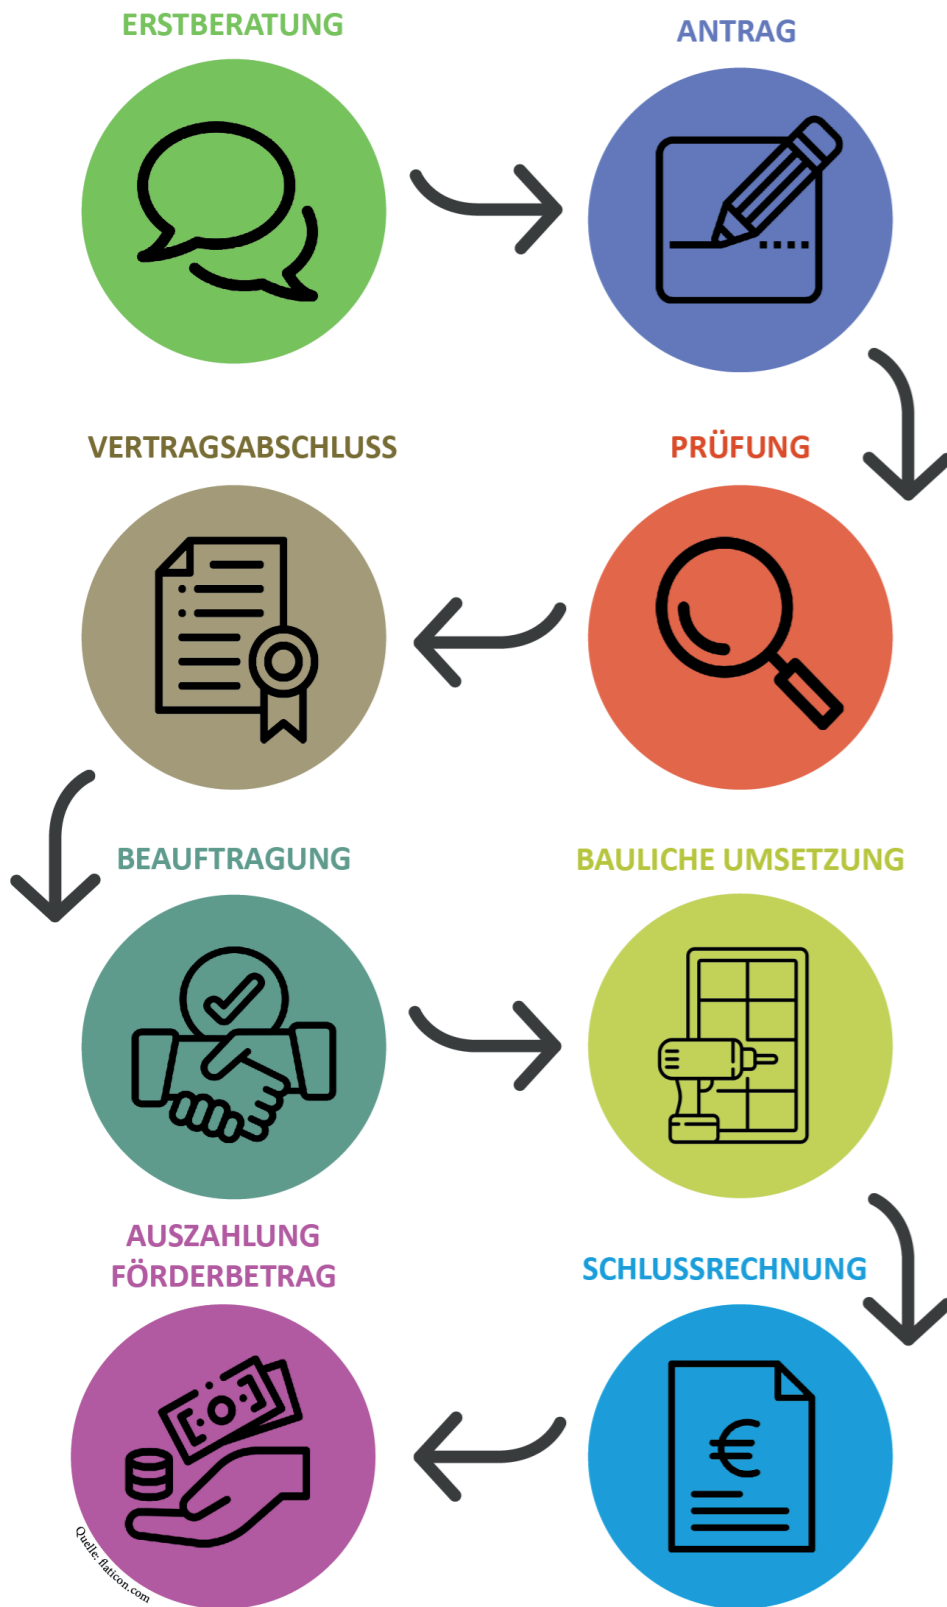 ERSTBERATUNG
ANTRAG
PRÜFUNG
VERTRAGSABSCHLUSS
BEAUFTRAGUNG
BAULICHE UMSETZUNG
SCHLUSSRECHNUNG
€
AUSZAHLUNG
FÖRDERBETRAG
Quelle: flaticon.com